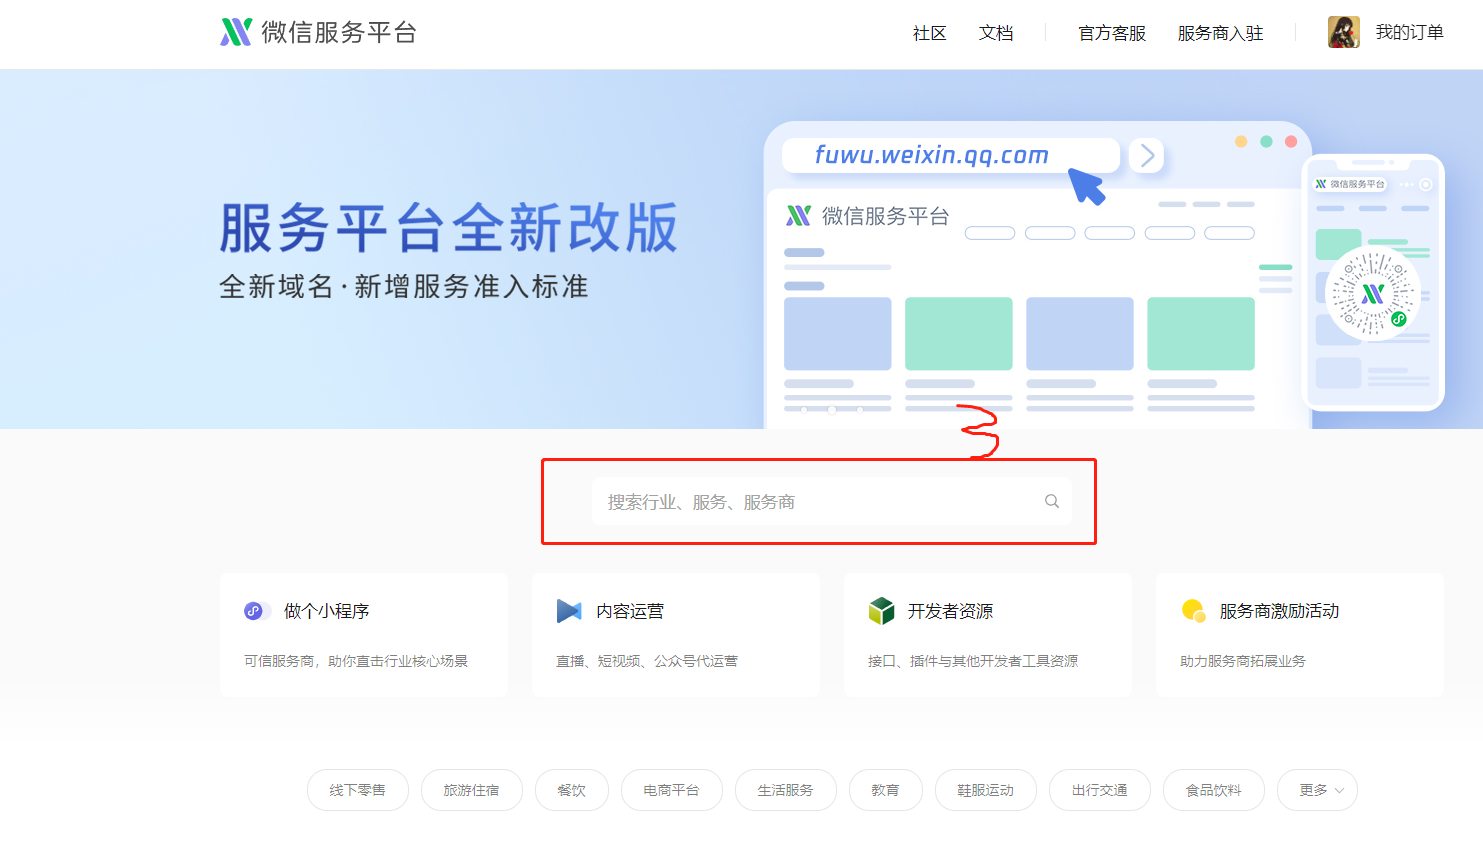 微信服务平台
社区 文档 官方客服 服务商入驻 我的订单
fuwu.weixin.qq.com
微信服务平台
微信服务平台
服务平台全新改版
全新域名·新增服务准入标准
3
搜索行业、服务、服务商
做个小程序
可信服务商，助你直击行业核心场景
内容运营
直播、短视频、公众号代运营
开发者资源
接口、插件与其他开发者工具资源
服务商激励活动
助力服务商拓展业务
线下零售 旅游住宿 餐饮 电商平台 生活服务 教育 鞋服运动 出行交通 食品饮料 更多